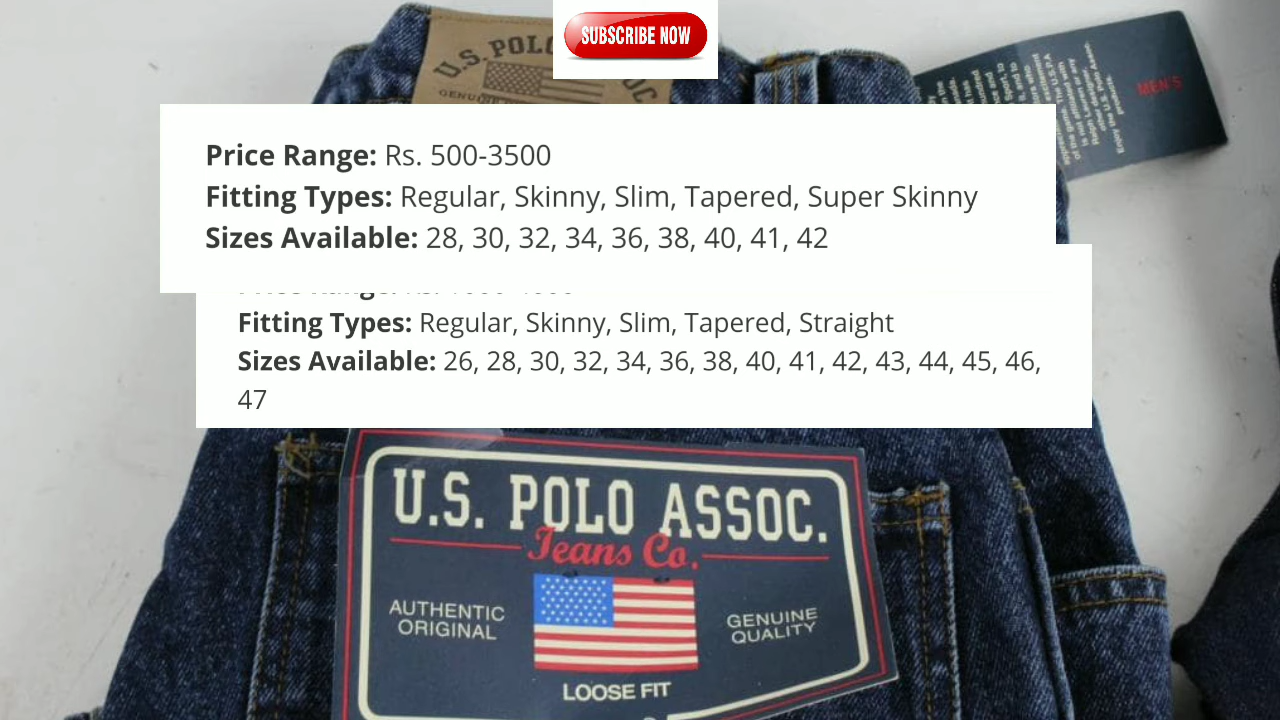 SUBSCRIBE NOW
U.S. POLO
MEN'S
Price Range: Rs. 500-3500
Fitting Types: Regular, Skinny, Slim, Tapered, Super Skinny
Sizes Available: 28, 30, 32, 34, 36, 38, 40, 41, 42
Fitting Types: Regular, Skinny, Slim, Tapered, Straight
Sizes Available: 26, 28, 30, 32, 34, 36, 38, 40, 41, 42, 43, 44, 45, 46,
47
U.S. POLO ASSOC.
Jeans Co.
AUTHENTIC
ORIGINAL
GENUINE
QUALITY
LOOSE FIT